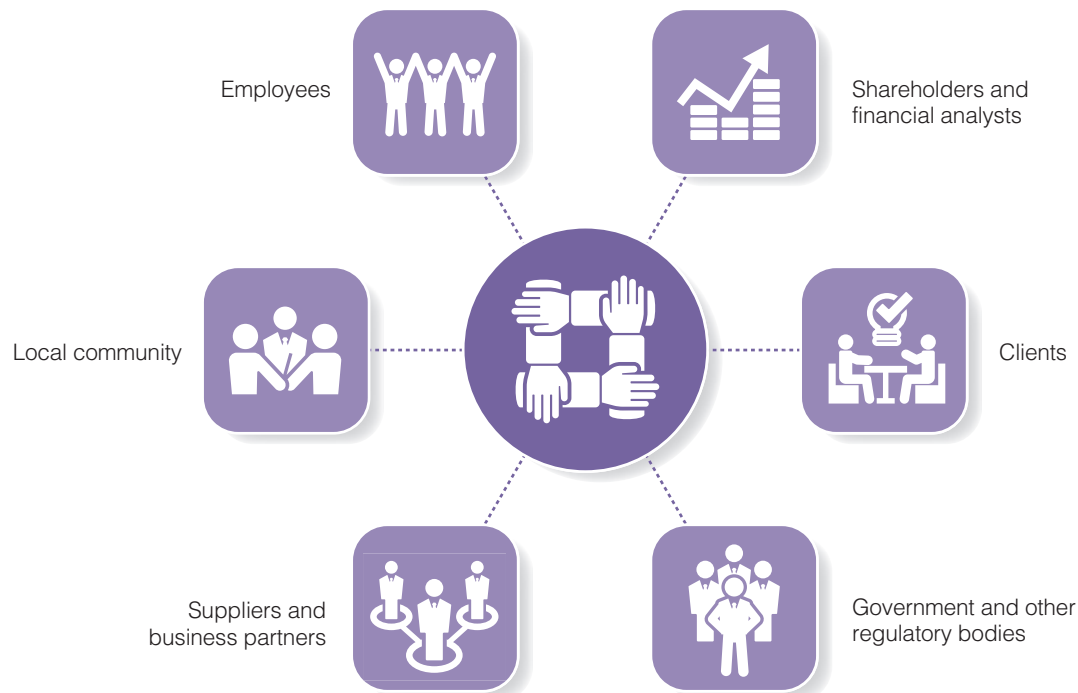 Employees
Shareholders and
financial analysts
Local community
Clients
Suppliers and
business partners
Government and other
regulatory bodies